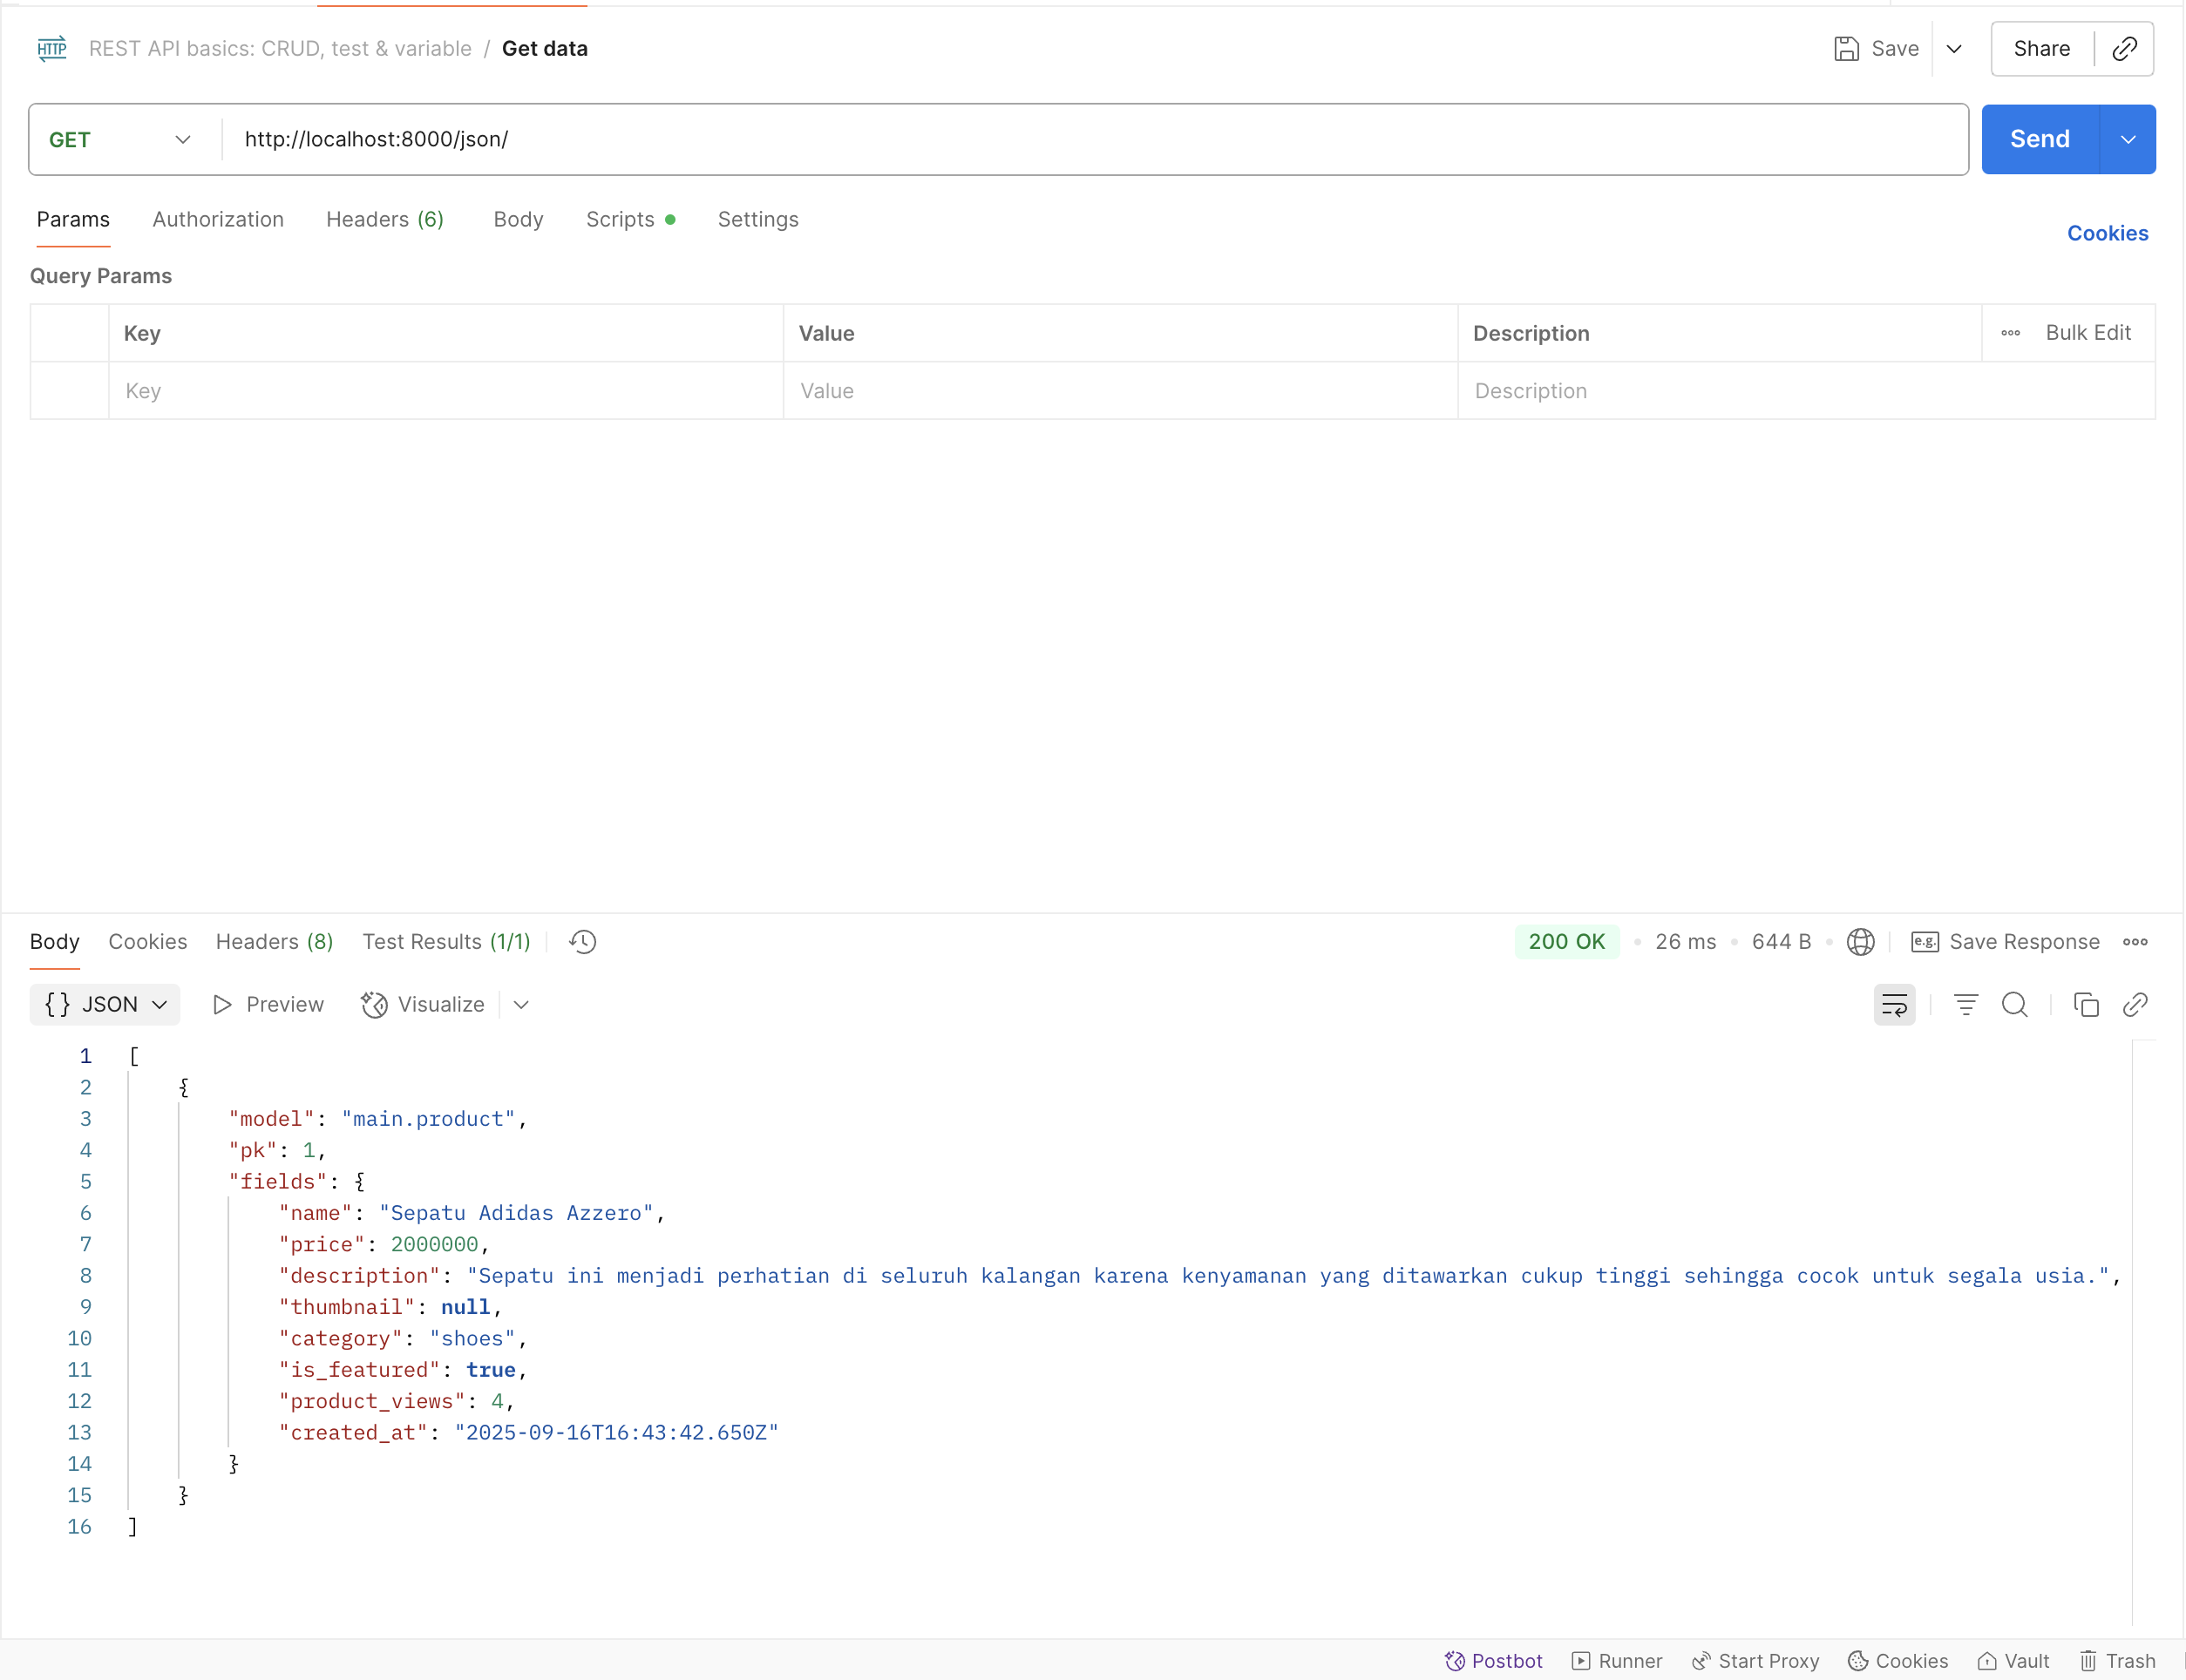 HTTP REST API basics: CRUD, test & variable / Get data Save Share
GET http://localhost:8000/json/ Send
Params Authorization Headers (6) Body Scripts Settings Cookies
Query Params
Key Value Description Bulk Edit
Key Value Description
Body Cookies Headers (8) Test Results (1/1) 200 OK 26 ms 644 B e.g. Save Response
{} JSON Preview Visualize
1 [
2 {
3 "model": "main.product",
4 "pk": 1,
5 "fields": {
6 "name": "Sepatu Adidas Azzero",
7 "price": 2000000,
8 "description": "Sepatu ini menjadi perhatian di seluruh kalangan karena kenyamanan yang ditawarkan cukup tinggi sehingga cocok untuk segala usia.",
9 "thumbnail": null,
10 "category": "shoes",
11 "is_featured": true,
12 "product_views": 4,
13 "created_at": "2025-09-16T16:43:42.650Z"
14 }
15 }
16 ]
Postbot Runner Start Proxy Cookies Vault Trash